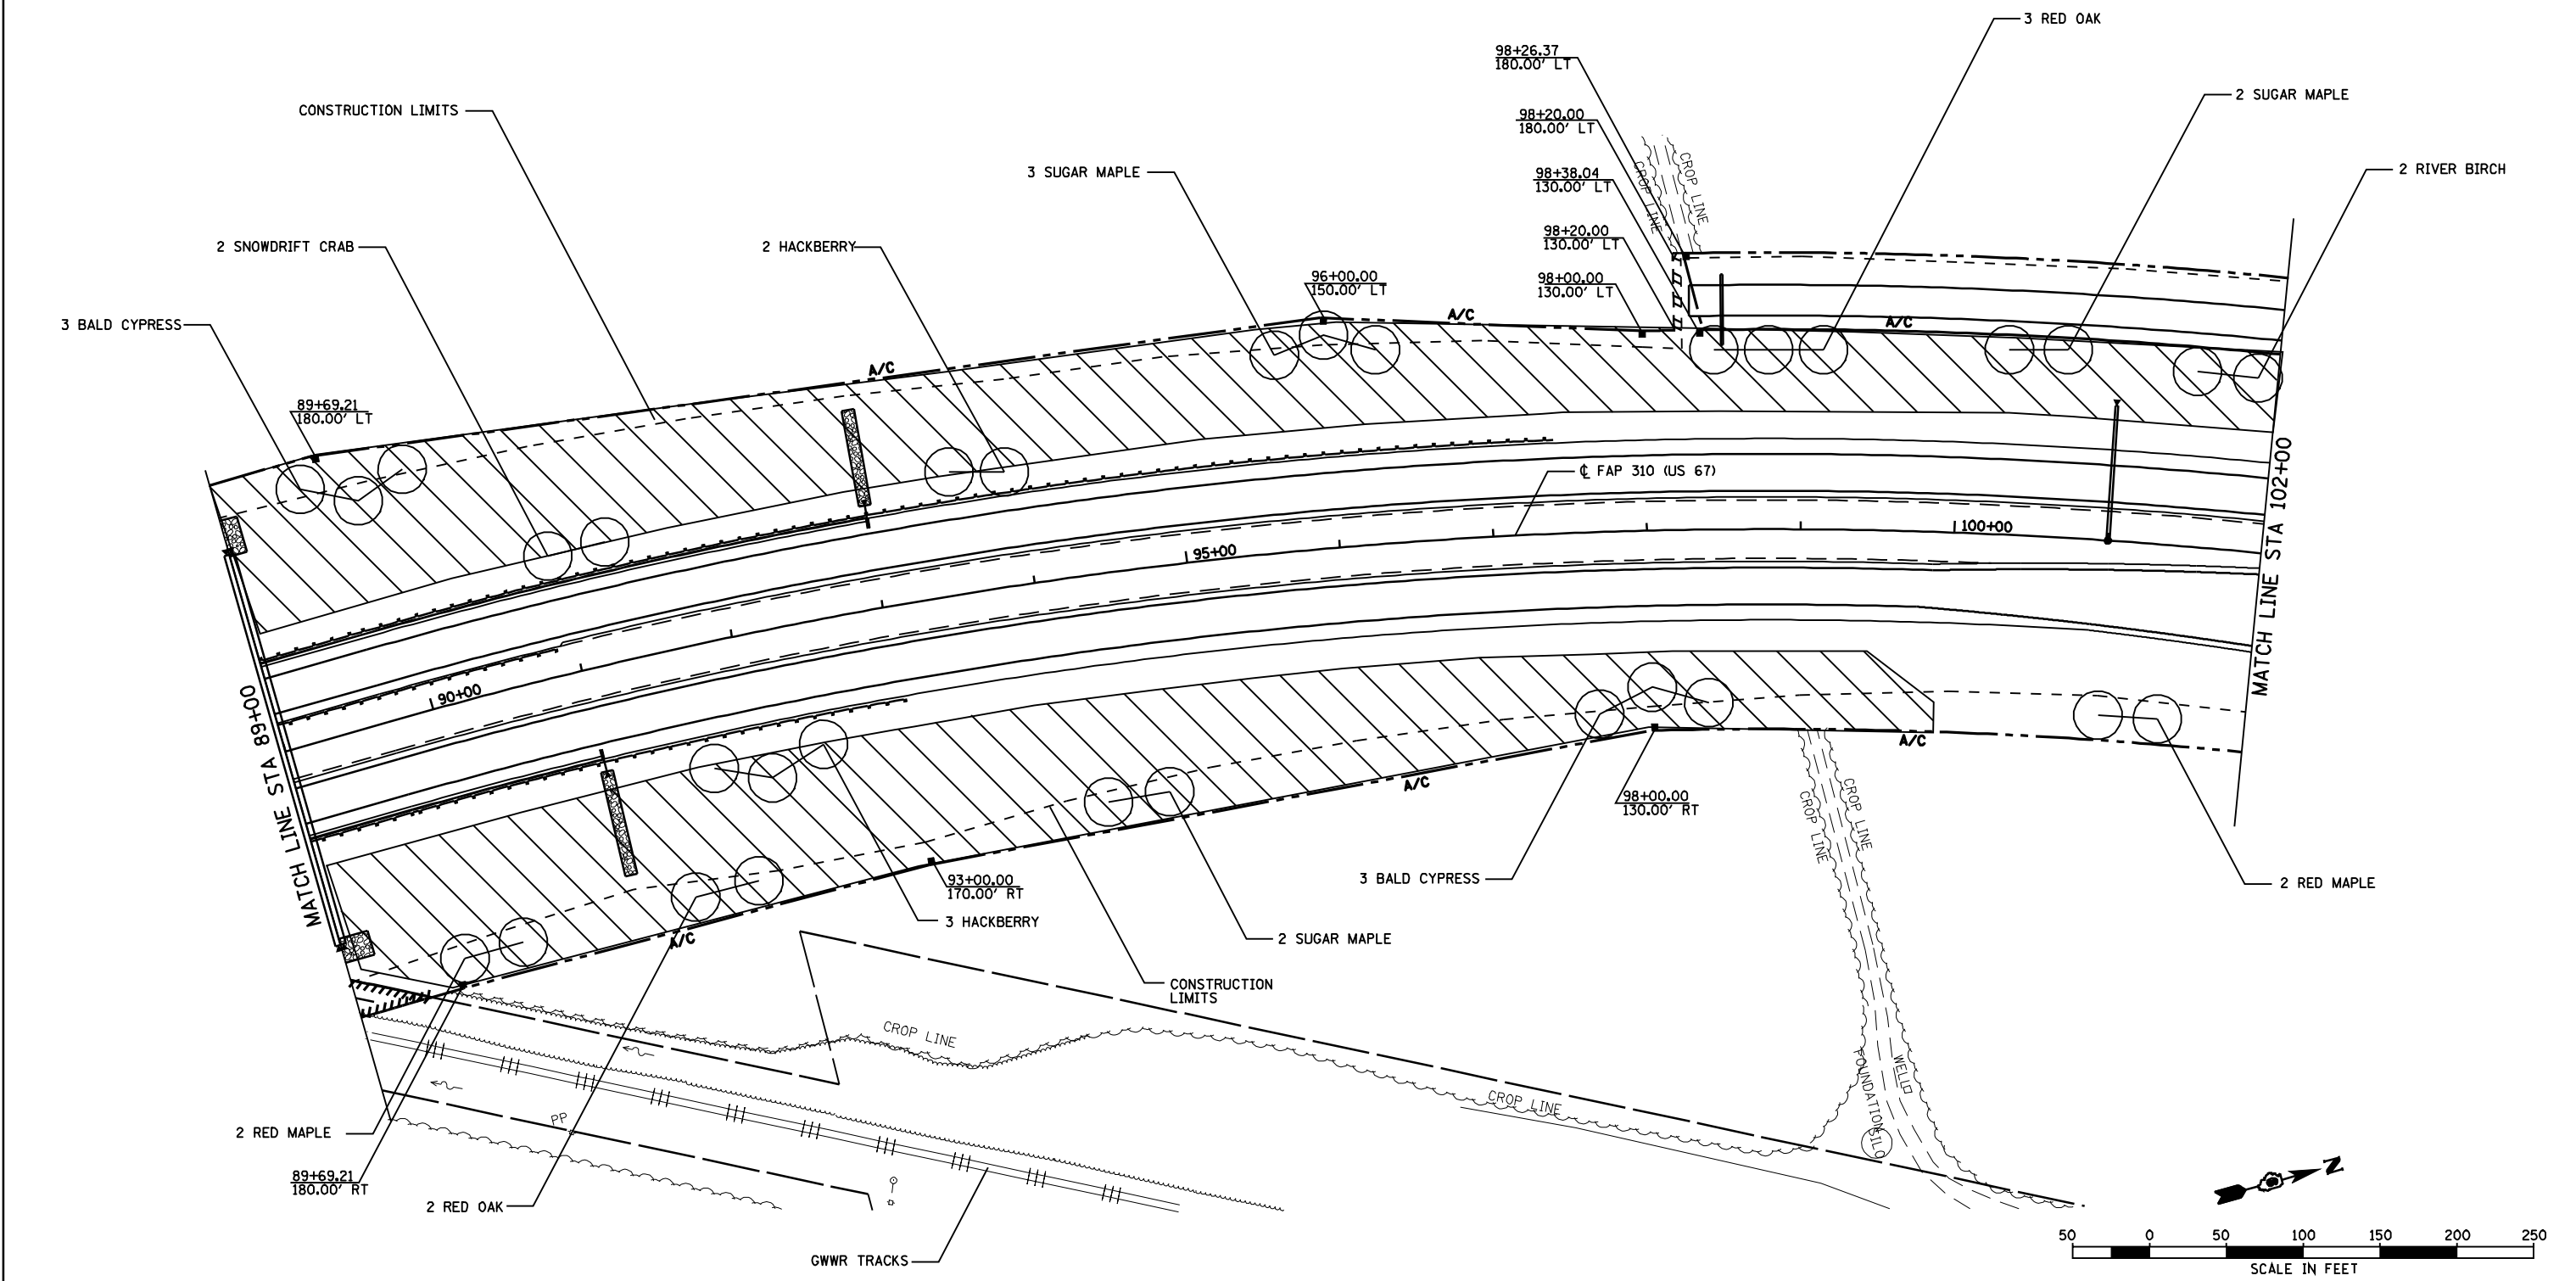 3 RED OAK
98+26.37
180.00' LT
CONSTRUCTION LIMITS
2 SUGAR MAPLE
98+20.00
180.00' LT
3 SUGAR MAPLE
98+38.04
130.00' LT
CROP LINE
CROP LINE
2 RIVER BIRCH
2 SNOWDRIFT CRAB
2 HACKBERRY
98+20.00
130.00' LT
96+00.00
150.00' LT
98+00.00
130.00' LT
3 BALD CYPRESS
A/C
A/C
A/C
89+69.21
180.00' LT
℄ FAP 310 (US 67)
100+00
95+00
90+00
MATCH LINE STA 102+00
MATCH LINE STA 89+00
A/C
A/C
98+00.00
130.00' RT
CROP LINE
CROP LINE
93+00.00
170.00' RT
3 BALD CYPRESS
2 RED MAPLE
3 HACKBERRY
A/C
2 SUGAR MAPLE
CONSTRUCTION
LIMITS
CROP LINE
WELL
FOUNDATION
SILO
CROP LINE
PP
2 RED MAPLE
89+69.21
180.00' RT
2 RED OAK
GWWR TRACKS
N
50 0 50 100 150 200 250
SCALE IN FEET